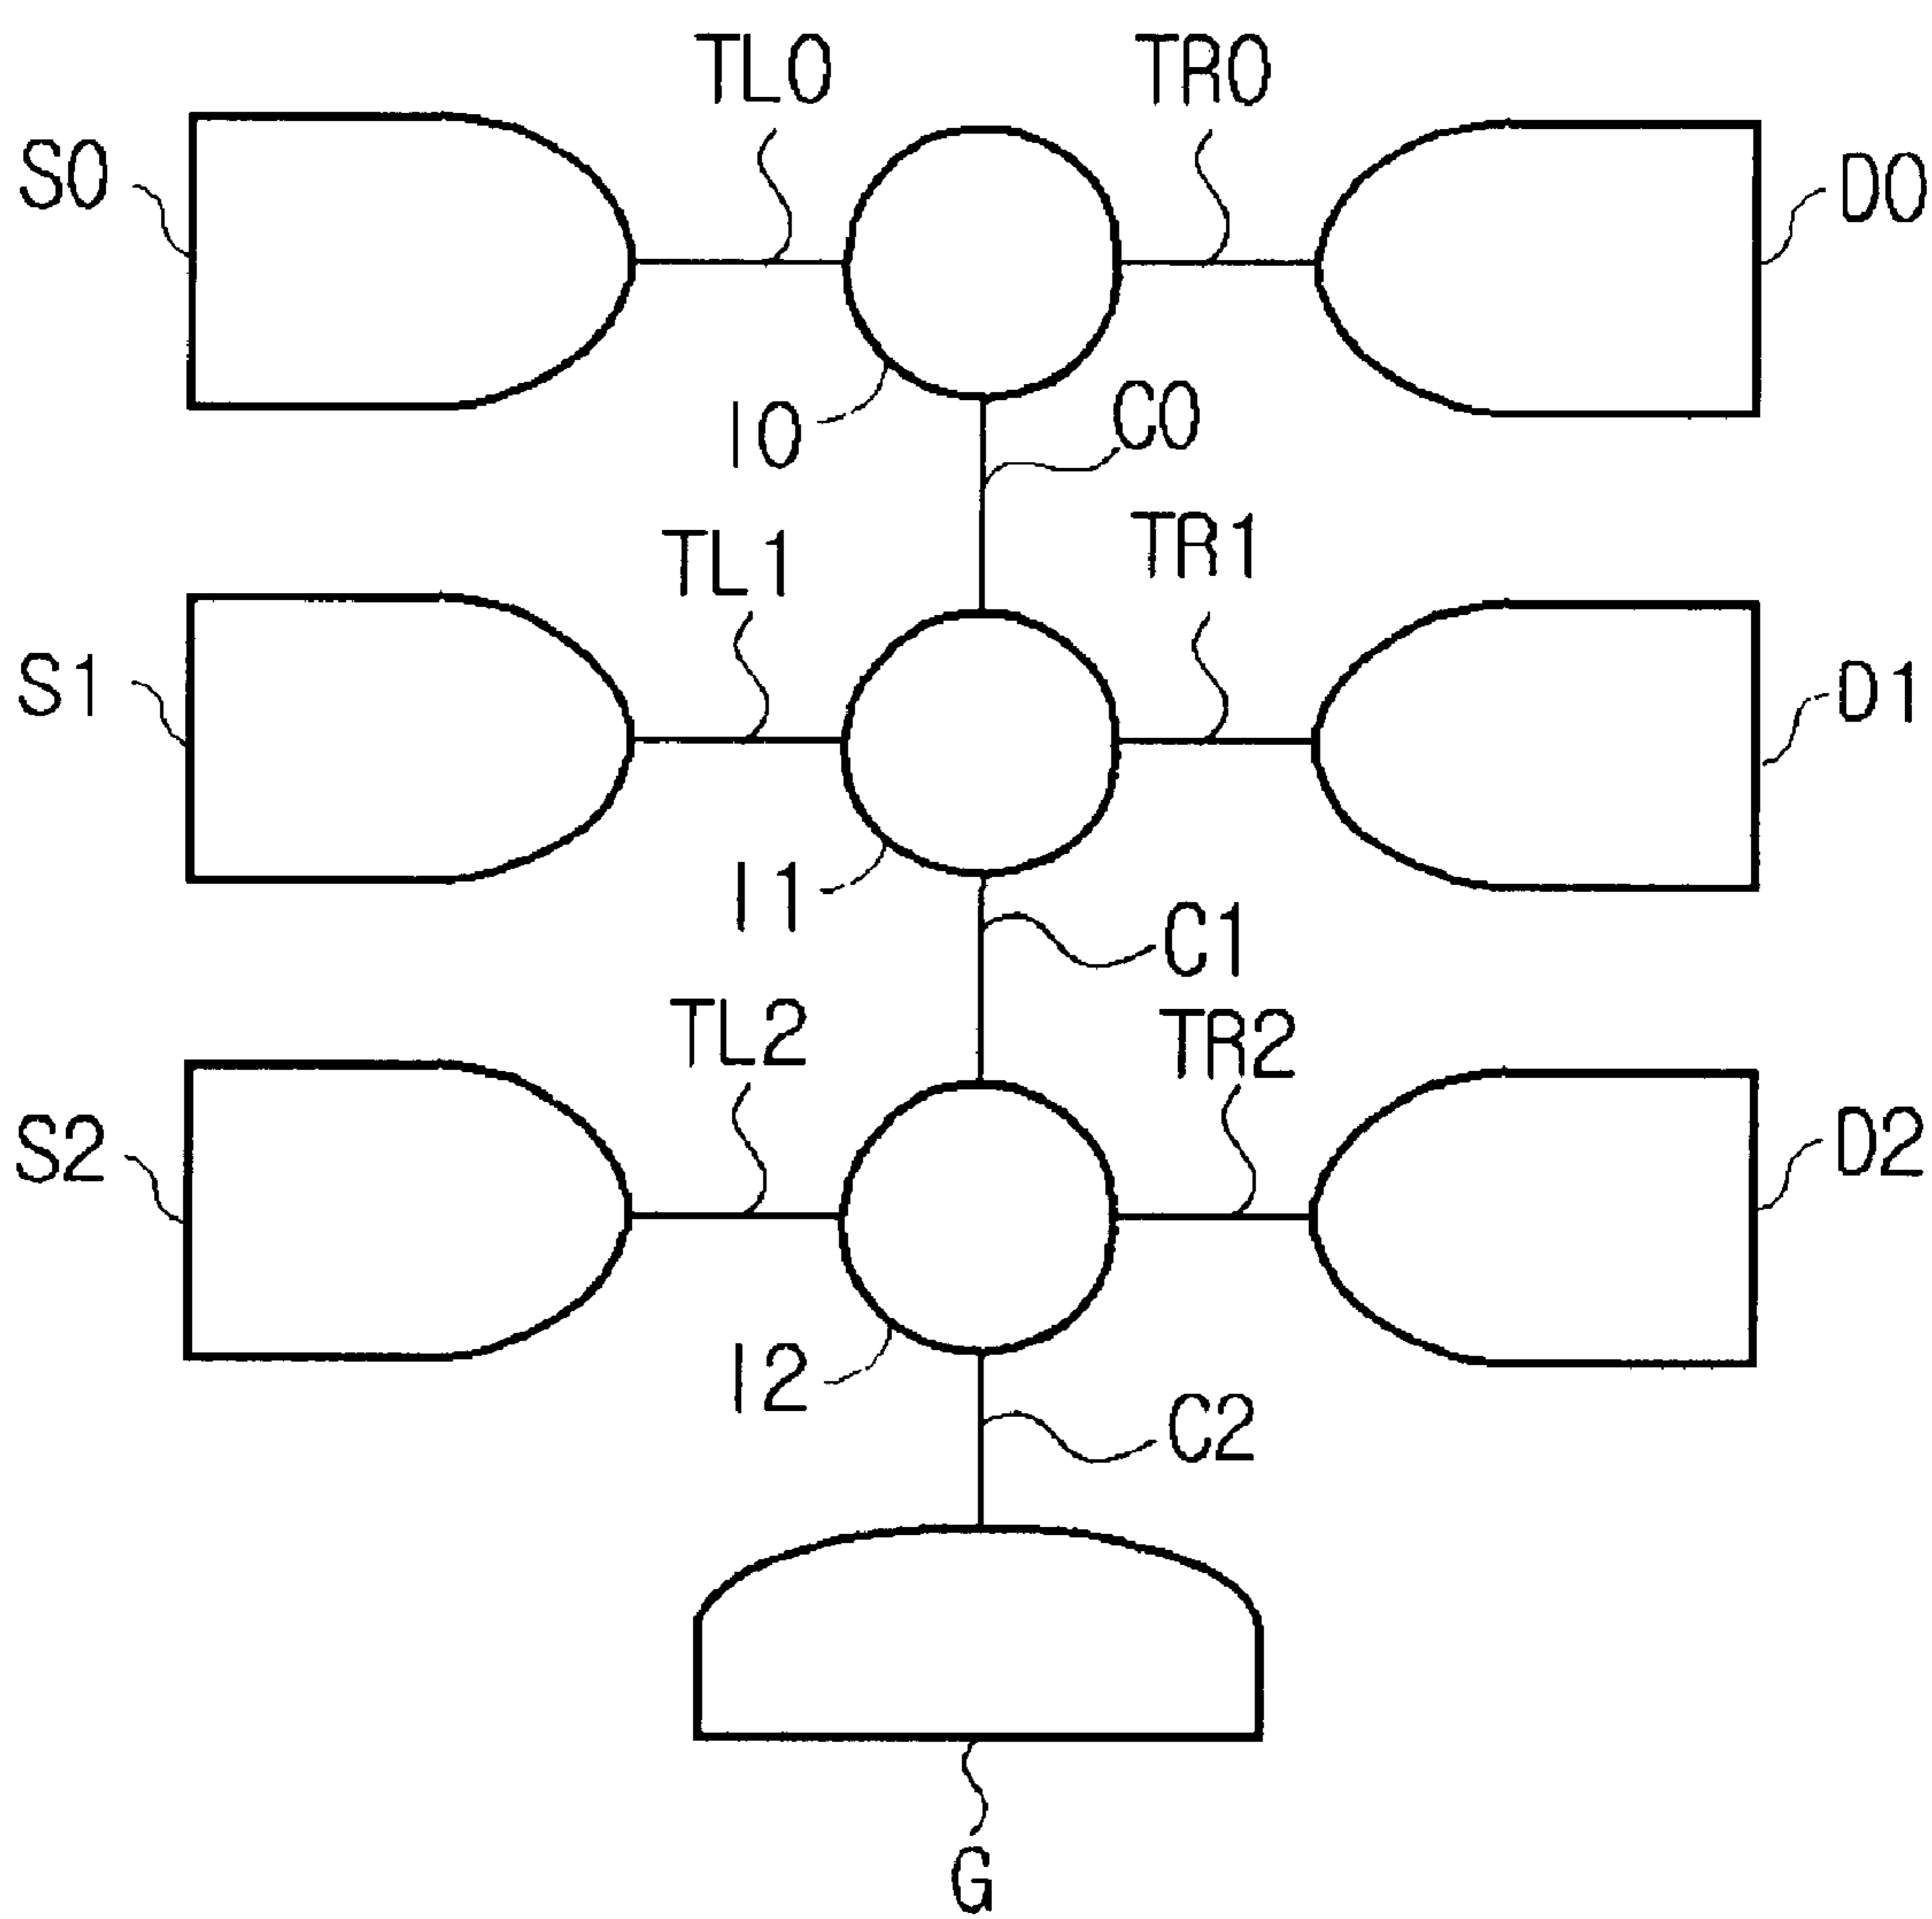 TL0 TR0
S0 D0
I0 C0
TL1 TR1
S1 D1
I1 C1
TL2 TR2
S2 D2
I2 C2
G